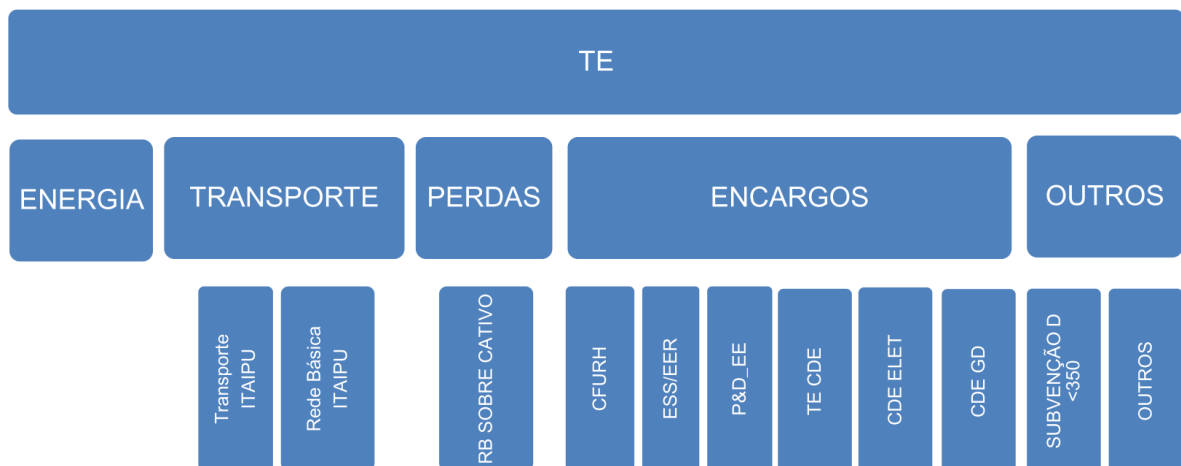 TE
ENERGIA
TRANSPORTE
PERDAS
ENCARGOS
OUTROS
Transporte
ITAIPU
Rede Básica
ITAIPU
RB SOBRE CATIVO
CFURH
ESS/EER
P&D_EE
TE CDE
CDE ELET
CDE GD
SUBVENÇÃO D
<350
OUTROS